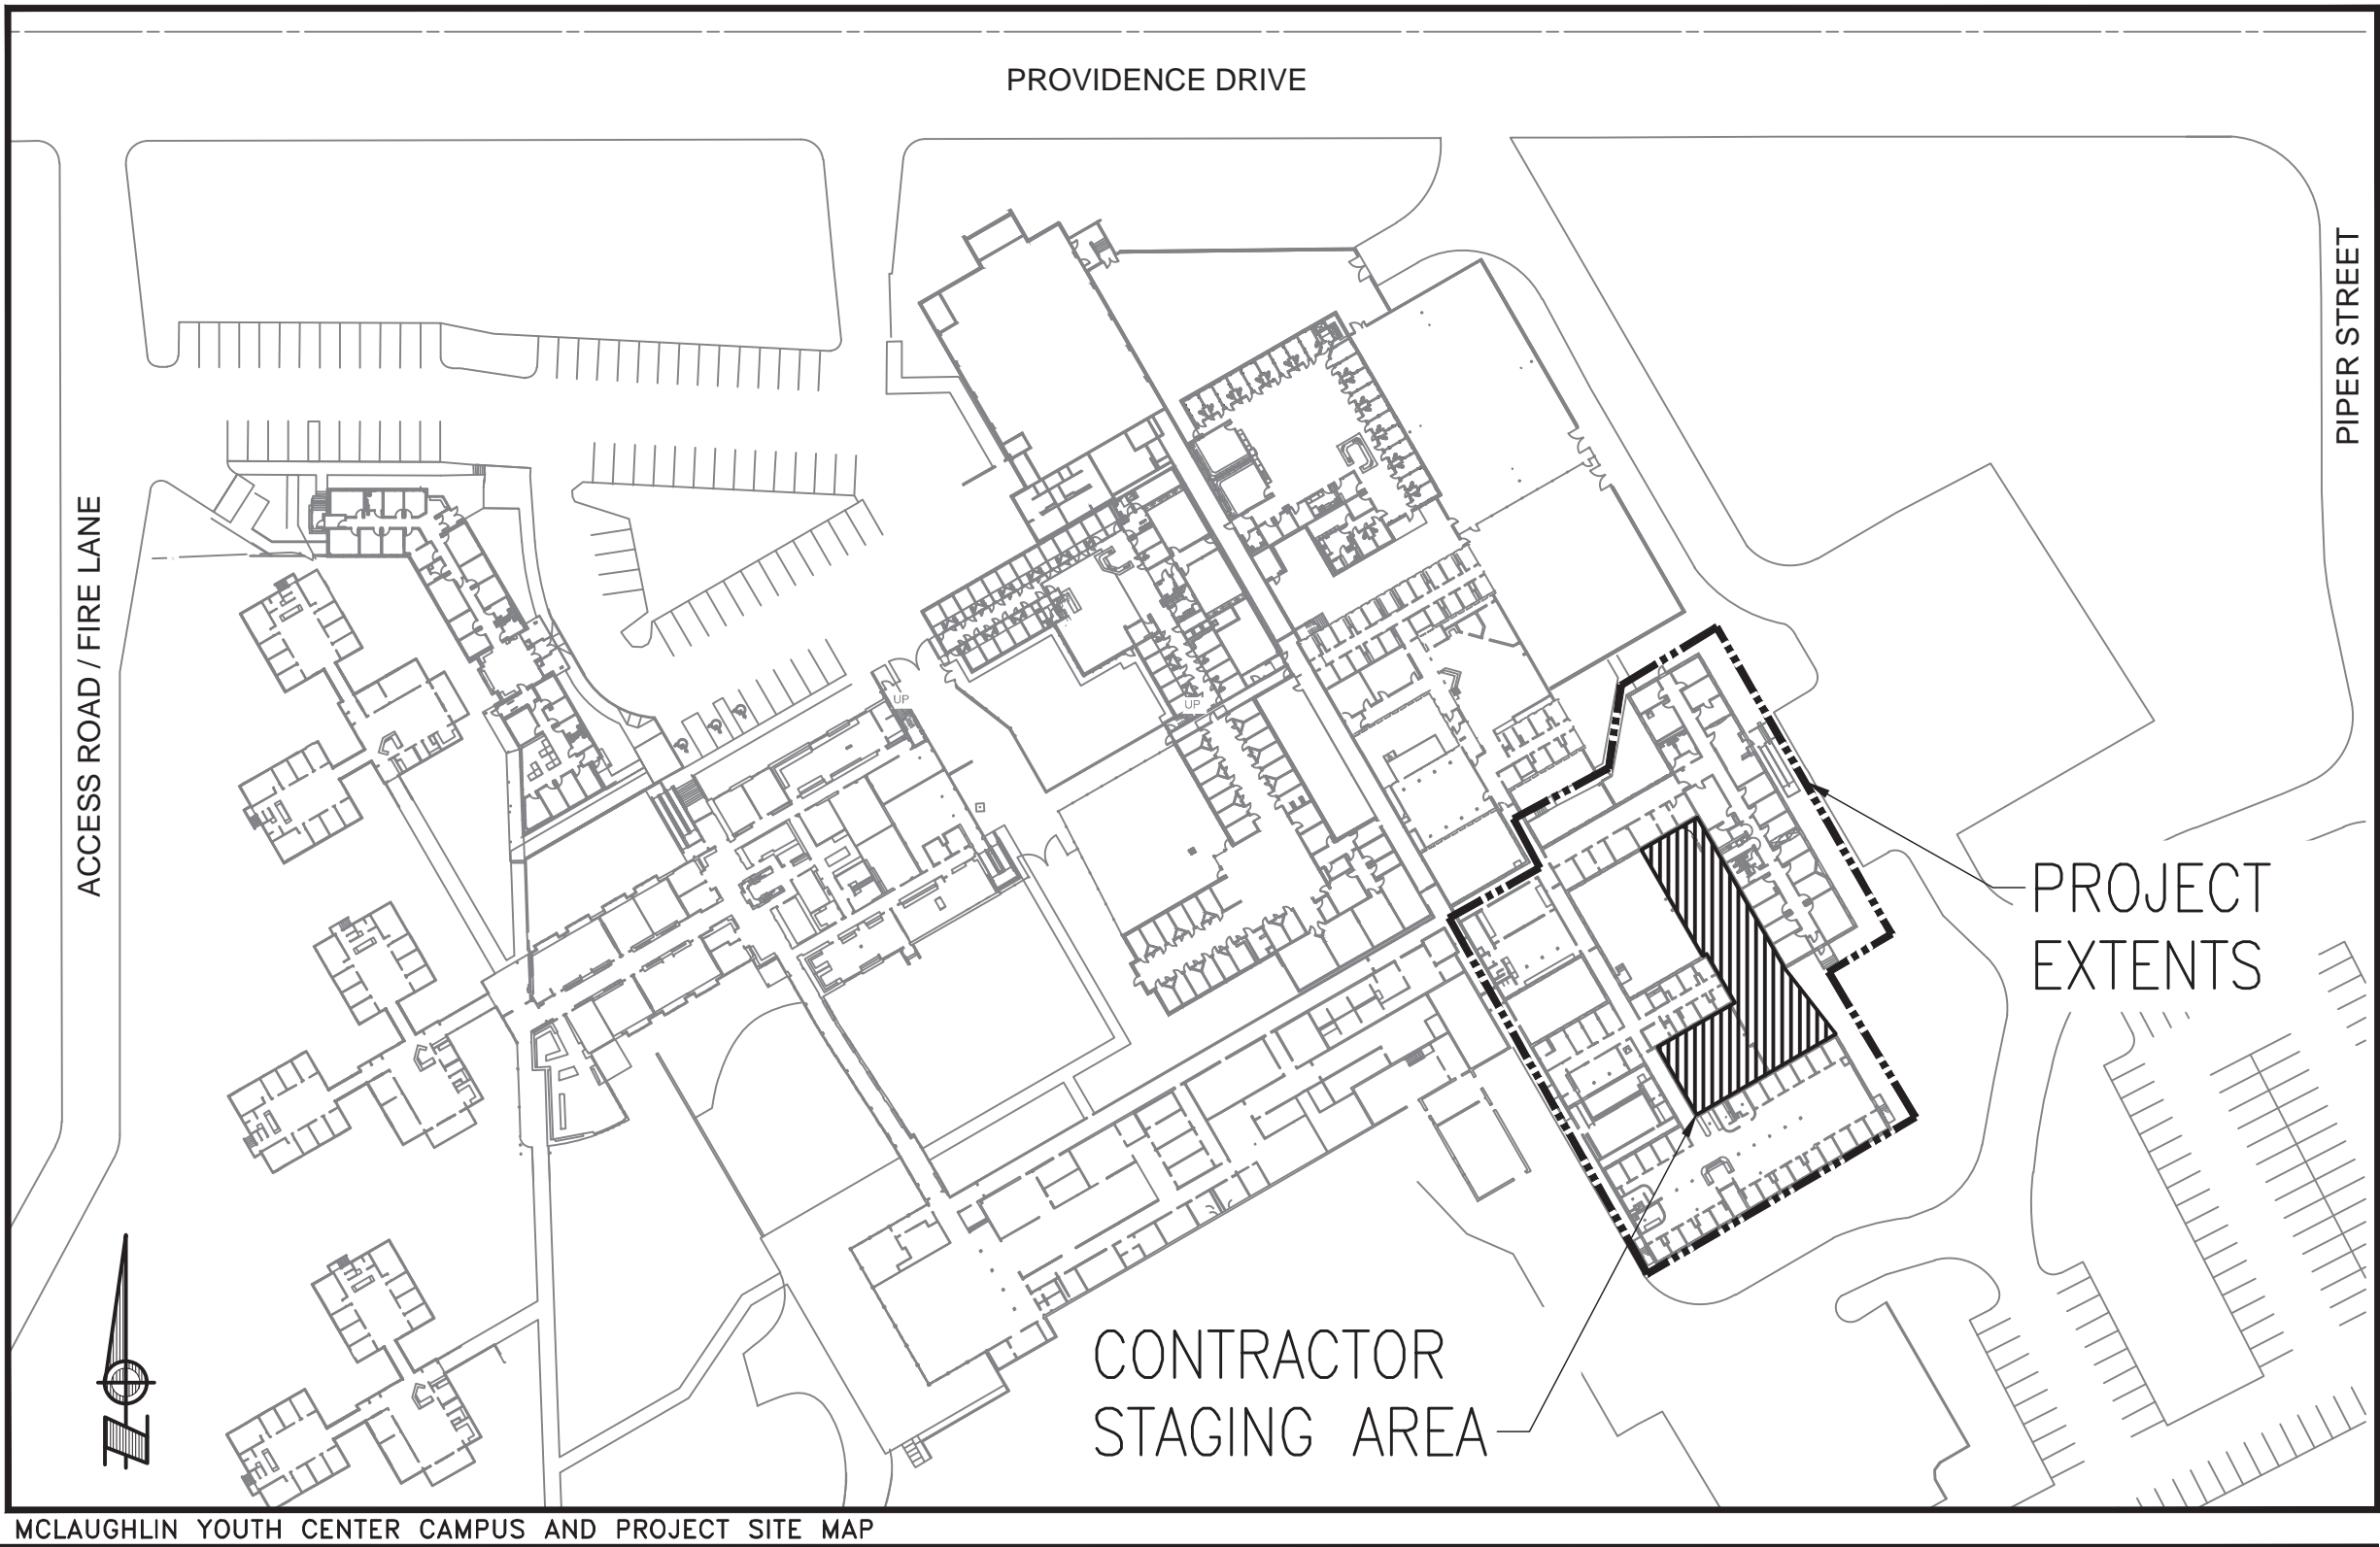 PROVIDENCE DRIVE
PIPER STREET
ACCESS ROAD / FIRE LANE
UP
UP
PROJECT
EXTENTS
CONTRACTOR
STAGING AREA
N
MCLAUGHLIN YOUTH CENTER CAMPUS AND PROJECT SITE MAP